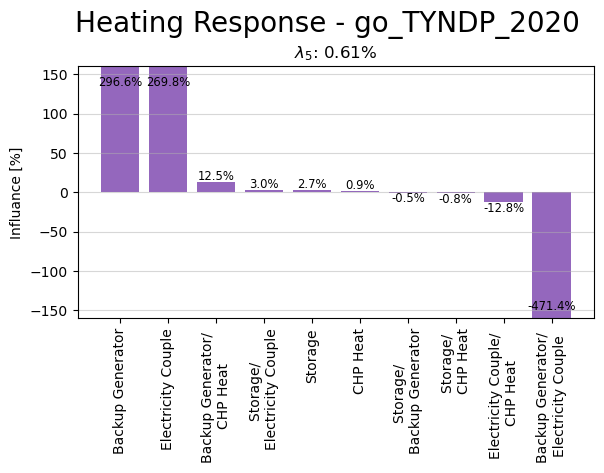 Heating Response - go_TYNDP_2020
λ5: 0.61%
Influance [%]
150
100
50
0
−50
−100
−150
296.6%
269.8%
12.5%
3.0%
2.7%
0.9%
-0.5%
-0.8%
-12.8%
-471.4%
Backup Generator
Electricity Couple
Backup Generator/
CHP Heat
Storage/
Electricity Couple
Storage
CHP Heat
Storage/
Backup Generator
Storage/
CHP Heat
Electricity Couple/
CHP Heat
Backup Generator/
Electricity Couple